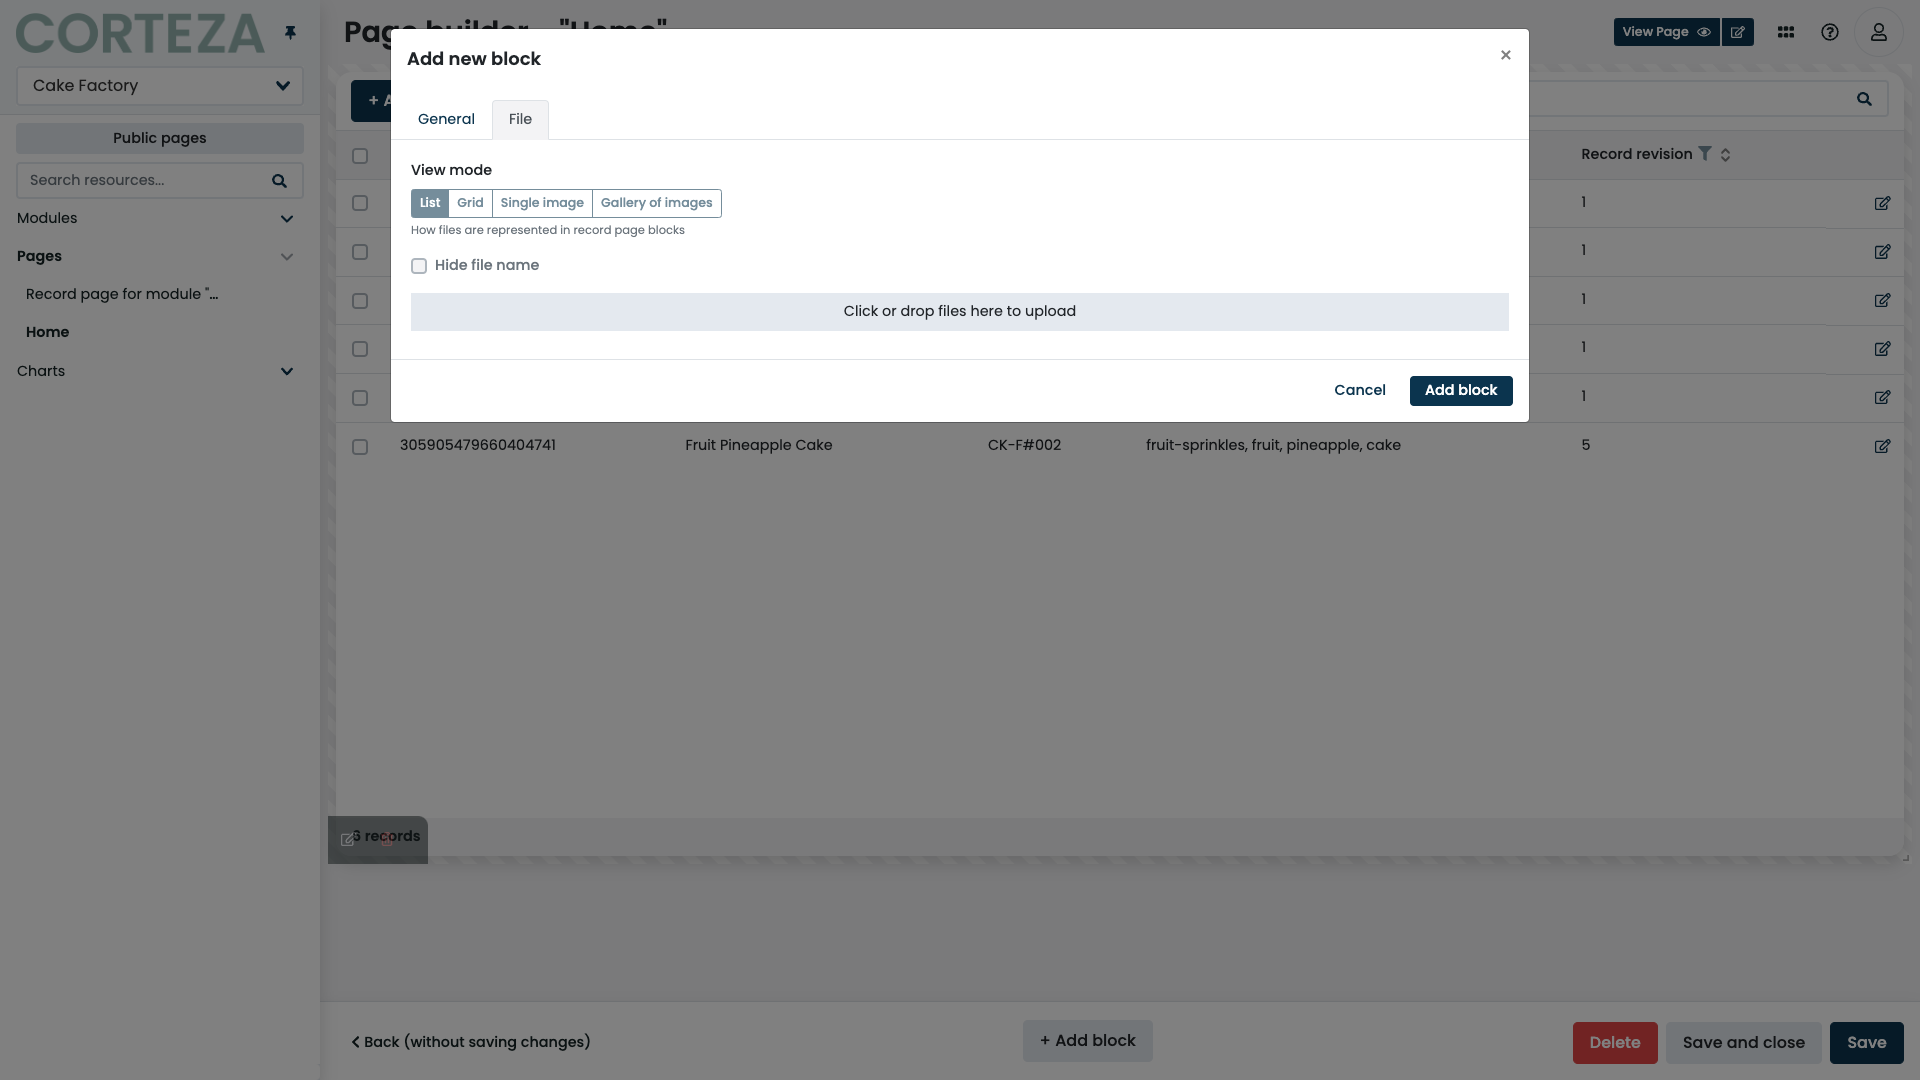 CORTEZA
Cake Factory
Public pages
Search resources...
Modules
Pages
Record page for module "...
Home
Charts
Page builder - "Home"
View Page
+ A
Add new block
×
General
File
View mode
List
Grid
Single image
Gallery of images
How files are represented in record page blocks
Hide file name
Click or drop files here to upload
Cancel
Add block
Record revision
1
1
1
1
1
305905479660404741
Fruit Pineapple Cake
CK-F#002
fruit-sprinkles, fruit, pineapple, cake
5
6 records
Back (without saving changes)
+ Add block
Delete
Save and close
Save